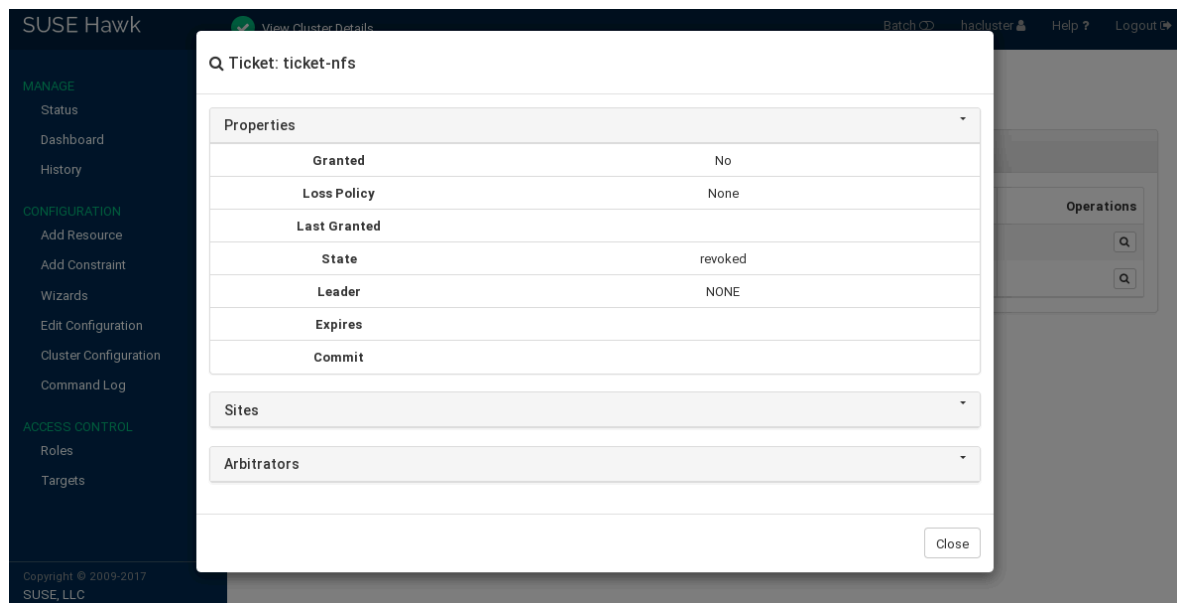 SUSE Hawk
View Cluster Details
Batch
hacluster
Help ?
Logout
MANAGE
Status
Dashboard
History
CONFIGURATION
Add Resource
Add Constraint
Wizards
Edit Configuration
Cluster Configuration
Command Log
ACCESS CONTROL
Roles
Targets
Copyright © 2009-2017
SUSE, LLC
Ticket: ticket-nfs
Properties
Granted No
Loss Policy None
Last Granted
State revoked
Leader NONE
Expires
Commit
Sites
Arbitrators
Close
Operations